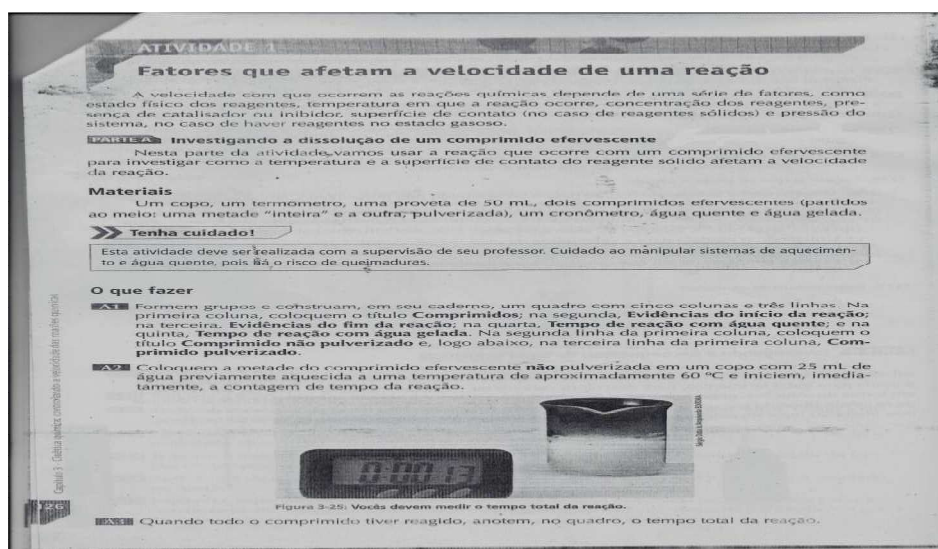 ATIVIDADE 1
Fatores que afetam a velocidade de uma reação
A velocidade com que ocorrem as reações químicas depende de uma série de fatores, como
estado físico dos reagentes, temperatura em que a reação ocorre, concentração dos reagentes, pre-
sença de catalisador ou inibidor, superfície de contato (no caso de reagentes sólidos) e pressão do
sistema, no caso de haver reagentes no estado gasoso.
PARTE A Investigando a dissolução de um comprimido efervescente
Nesta parte da atividade, vamos usar a reação que ocorre com um comprimido efervescente
para investigar como a temperatura e a superfície de contato do reagente sólido afetam a velocidade
da reação.
Materiais
Um copo, um termômetro, uma proveta de 50 mL, dois comprimidos efervescentes (partidos
ao meio: uma metade “inteira” e a outra, pulverizada), um cronômetro, água quente e água gelada.
Tenha cuidado!
Esta atividade deve ser realizada com a supervisão de seu professor. Cuidado ao manipular sistemas de aquecimen-
to e água quente, pois há o risco de queimaduras.
O que fazer
A1 Formem grupos e construam, em seu caderno, um quadro com cinco colunas e três linhas. Na
primeira coluna, coloquem o título Comprimidos; na segunda, Evidências do início da reação;
na terceira, Evidências do fim da reação; na quarta, Tempo de reação com água quente; e na
quinta, Tempo de reação com água gelada. Na segunda linha da primeira coluna, coloquem o
título Comprimido não pulverizado e, logo abaixo, na terceira linha da primeira coluna, Com-
primido pulverizado.
A2 Coloquem a metade do comprimido efervescente não pulverizada em um copo com 25 mL de
água previamente aquecida a uma temperatura de aproximadamente 60 ºC e iniciem, imedia-
tamente, a contagem de tempo da reação.
0:00 13
Figura 3-25: Vocês devem medir o tempo total da reação.
A3 Quando todo o comprimido tiver reagido, anotem, no quadro, o tempo total da reação.
Capítulo 3 Cinética química: controlando a velocidade das reações químicas
126